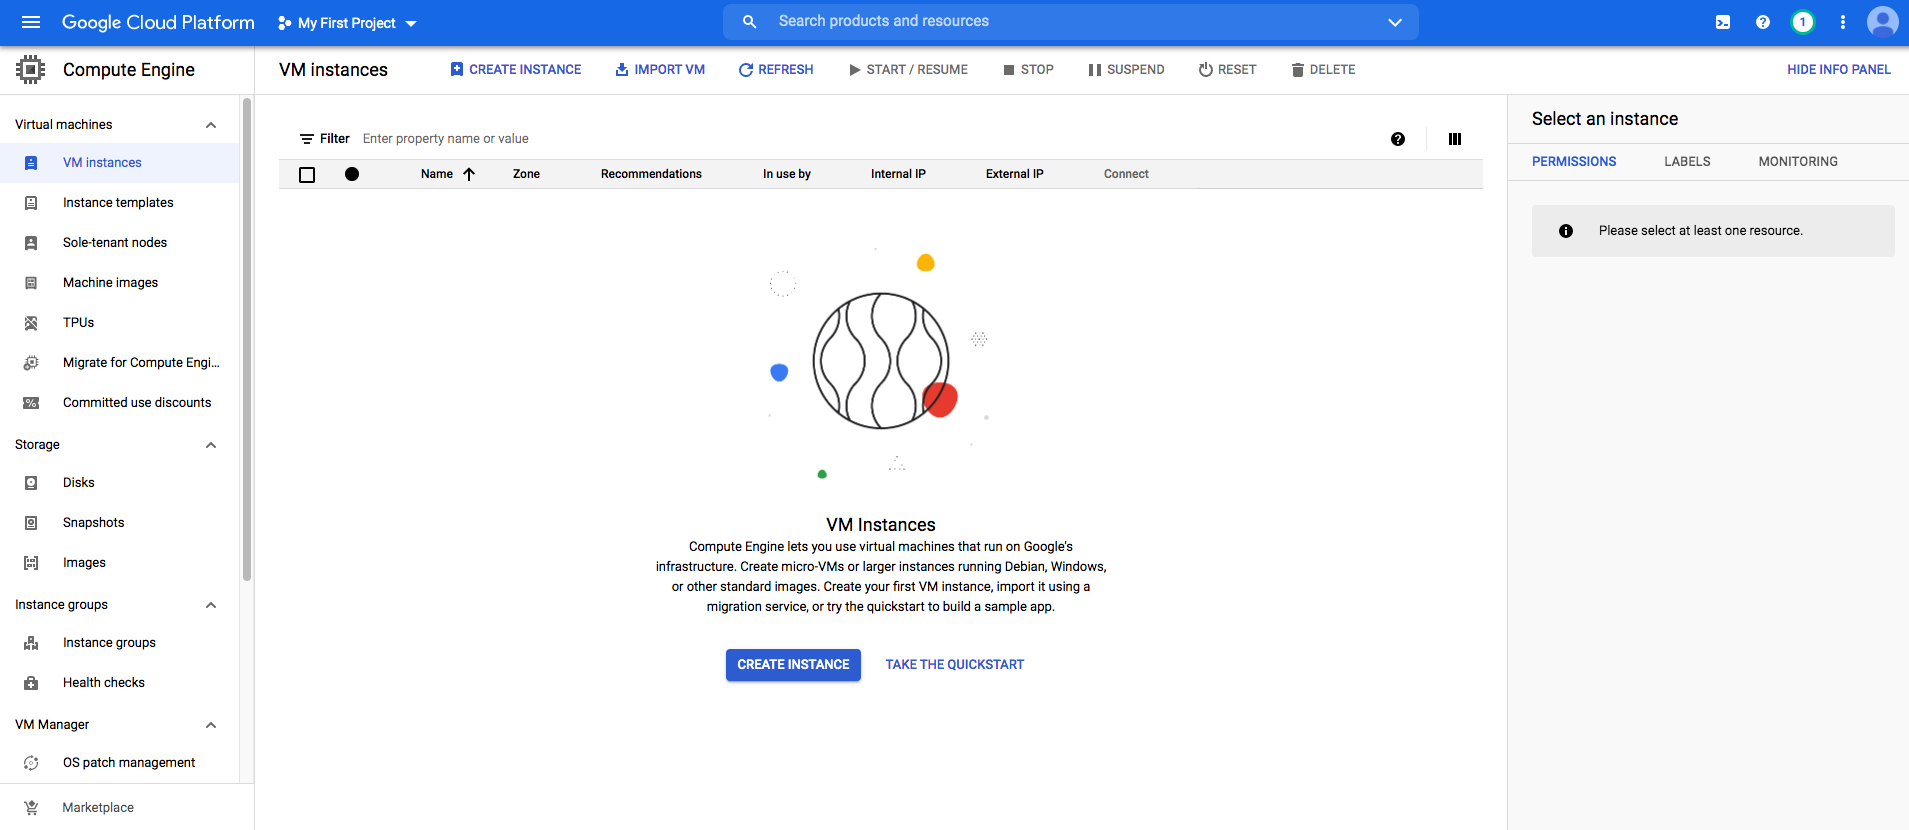 Google Cloud Platform
My First Project
Search products and resources
1
Compute Engine
VM instances
CREATE INSTANCE
IMPORT VM
REFRESH
START / RESUME
STOP
SUSPEND
RESET
DELETE
HIDE INFO PANEL
Virtual machines
VM instances
Instance templates
Sole-tenant nodes
Machine images
TPUs
Migrate for Compute Engi...
Committed use discounts
Storage
Disks
Snapshots
Images
Instance groups
Instance groups
Health checks
VM Manager
OS patch management
Marketplace
Filter Enter property name or value
Name Zone Recommendations In use by Internal IP External IP Connect
VM Instances
Compute Engine lets you use virtual machines that run on Google's
infrastructure. Create micro-VMs or larger instances running Debian, Windows,
or other standard images. Create your first VM instance, import it using a
migration service, or try the quickstart to build a sample app.
CREATE INSTANCE
TAKE THE QUICKSTART
Select an instance
PERMISSIONS
LABELS
MONITORING
Please select at least one resource.